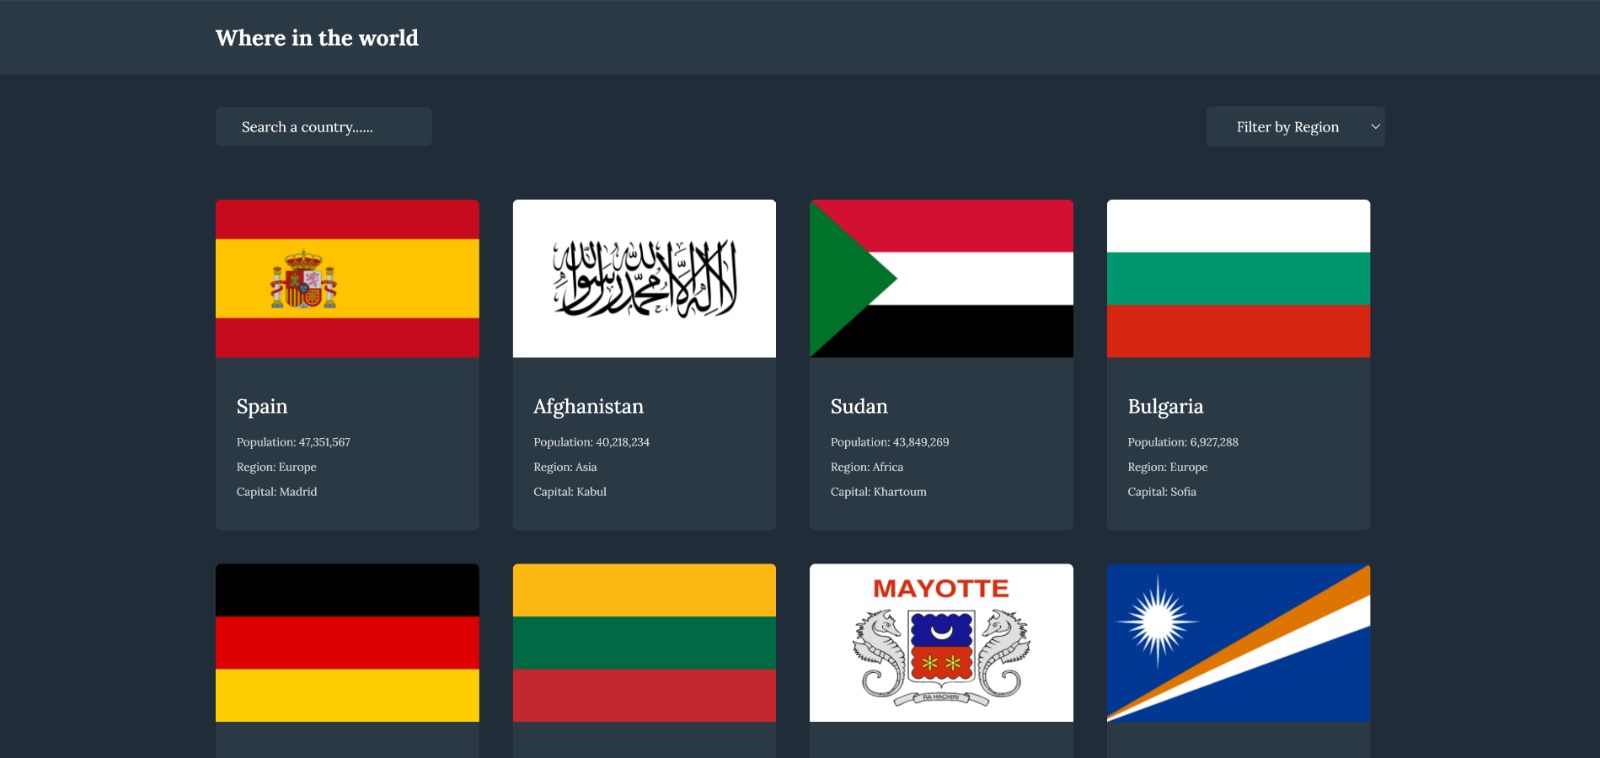 Where in the world
Search a country......
Filter by Region
لا إله إلا الله محمد رسول الله
Spain
Population: 47,351,567
Region: Europe
Capital: Madrid
Afghanistan
Population: 40,218,234
Region: Asia
Capital: Kabul
Sudan
Population: 43,849,269
Region: Africa
Capital: Khartoum
Bulgaria
Population: 6,927,288
Region: Europe
Capital: Sofia
MAYOTTE
RA HACHIRI